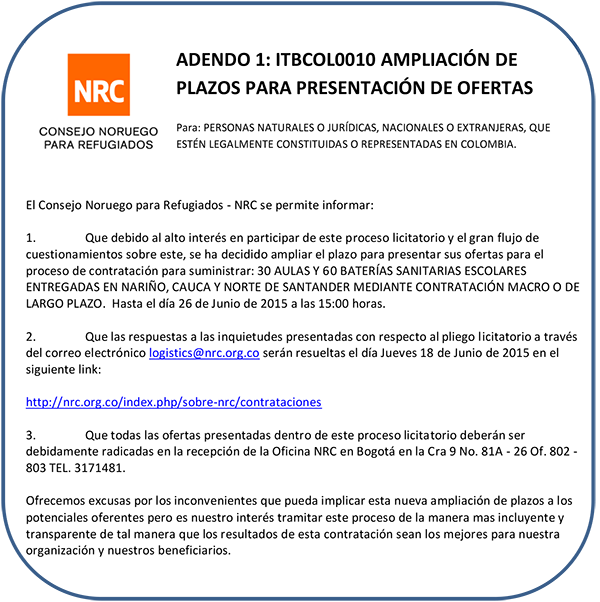 ADENDO 1: ITBCOL0010 AMPLIACIÓN DE
PLAZOS PARA PRESENTACIÓN DE OFERTAS
NRC
CONSEJO NORUEGO
PARA REFUGIADOS
Para: PERSONAS NATURALES O JURÍDICAS, NACIONALES O EXTRANJERAS, QUE
ESTÉN LEGALMENTE CONSTITUIDAS O REPRESENTADAS EN COLOMBIA.
El Consejo Noruego para Refugiados - NRC se permite informar:
1. Que debido al alto interés en participar de este proceso licitatorio y el gran flujo de
cuestionamientos sobre este, se ha decidido ampliar el plazo para presentar sus ofertas para el
proceso de contratación para suministrar: 30 AULAS Y 60 BATERÍAS SANITARIAS ESCOLARES
ENTREGADAS EN NARIÑO, CAUCA Y NORTE DE SANTANDER MEDIANTE CONTRATACIÓN MACRO O DE
LARGO PLAZO. Hasta el día 26 de Junio de 2015 a las 15:00 horas.
2. Que las respuestas a las inquietudes presentadas con respecto al pliego licitatorio a través
del correo electrónico logistics@nrc.org.co serán resueltas el día Jueves 18 de Junio de 2015 en el
siguiente link:
http://nrc.org.co/index.php/sobre-nrc/contrataciones
3. Que todas las ofertas presentadas dentro de este proceso licitatorio deberán ser
debidamente radicadas en la recepción de la Oficina NRC en Bogotá en la Cra 9 No. 81A - 26 Of. 802 -
803 TEL. 3171481.
Ofrecemos excusas por los inconvenientes que pueda implicar esta nueva ampliación de plazos a los
potenciales oferentes pero es nuestro interés tramitar este proceso de la manera mas incluyente y
transparente de tal manera que los resultados de esta contratación sean los mejores para nuestra
organización y nuestros beneficiarios.